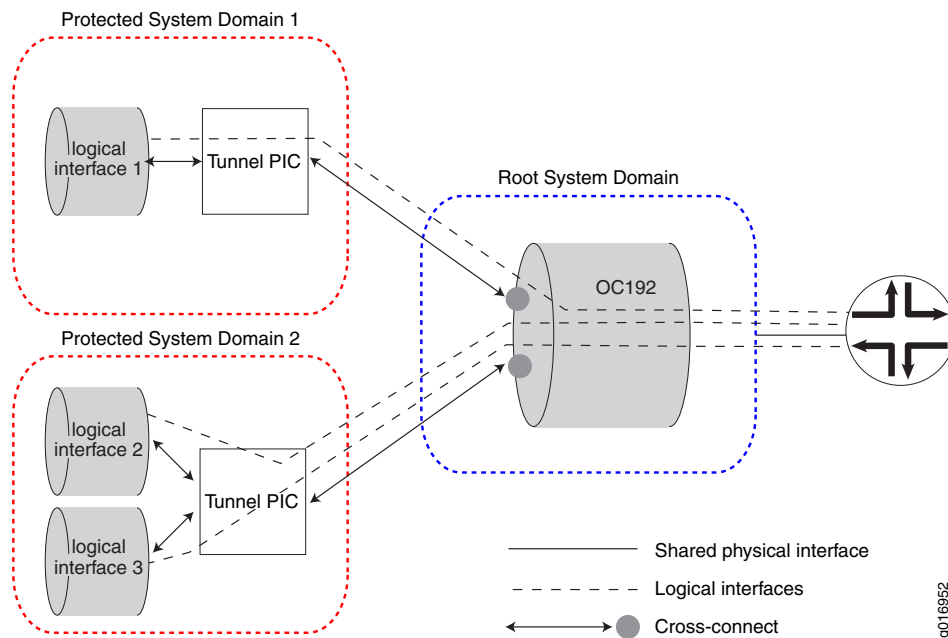 Protected System Domain 1
logical
interface 1
Tunnel PIC
Root System Domain
OC192
Protected System Domain 2
logical
interface 2
Tunnel PIC
logical
interface 3
Shared physical interface
Logical interfaces
Cross-connect
g016952